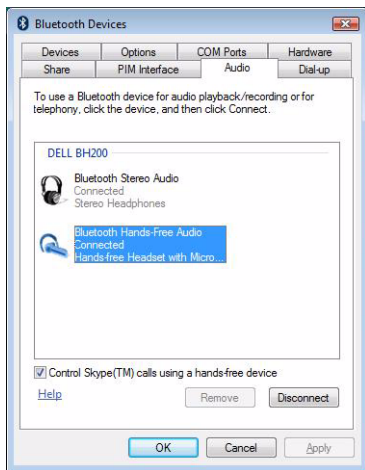 Bluetooth Devices
Devices Options COM Ports Hardware
Share PIM Interface Audio Dial-up
To use a Bluetooth device for audio playback/recording or for
telephony, click the device, and then click Connect.
DELL BH200
Bluetooth Stereo Audio
Connected
Stereo Headphones
Bluetooth Hands-Free Audio
Connected
Hands-free Headset with Micro...
Control Skype(TM) calls using a hands-free device
Help Remove Disconnect
OK Cancel Apply